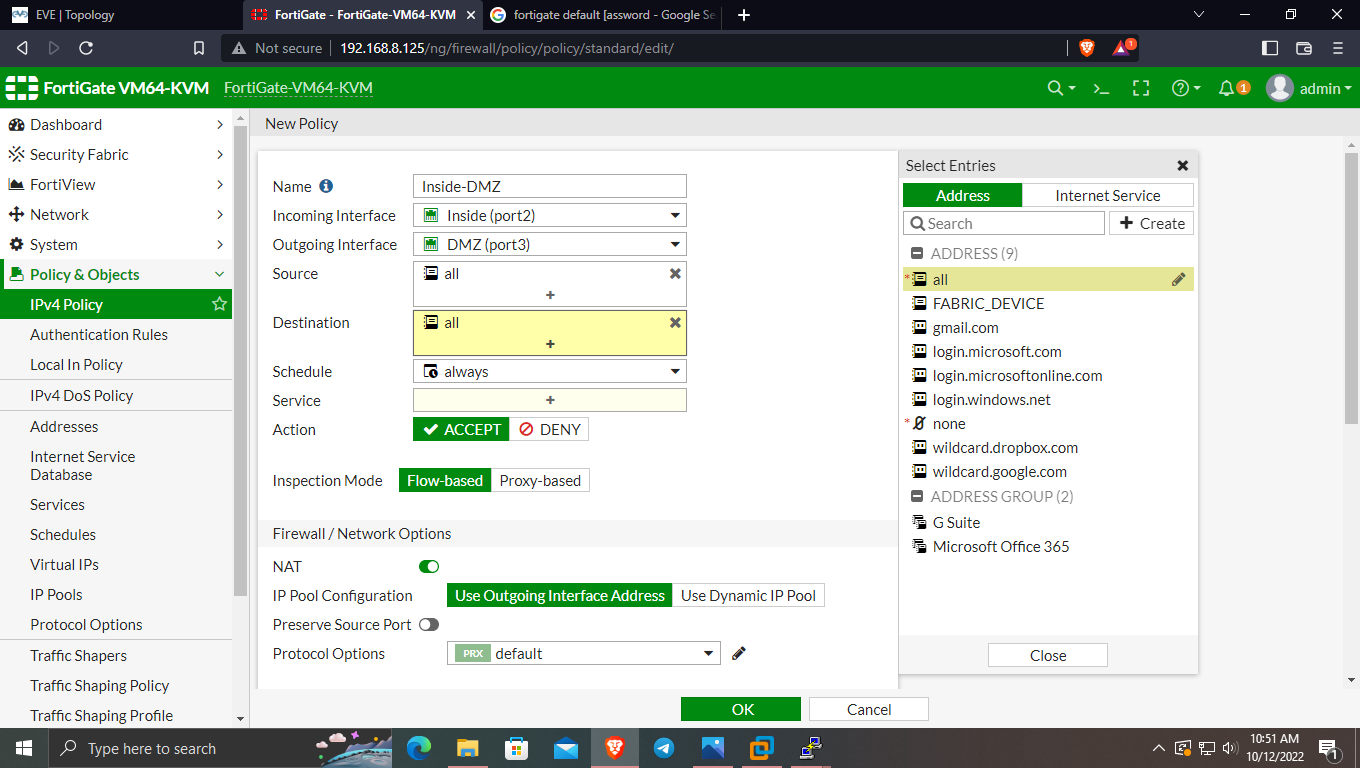 EVE | Topology
FortiGate - FortiGate-VM64-KVM
fortigate default [assword - Google Se
Not secure
192.168.8.125/ng/firewall/policy/policy/standard/edit/
1
FortiGate VM64-KVM
FortiGate-VM64-KVM
1
admin
Dashboard
Security Fabric
FortiView
Network
System
Policy & Objects
IPv4 Policy
Authentication Rules
Local In Policy
IPv4 DoS Policy
Addresses
Internet Service
Database
Services
Schedules
Virtual IPs
IP Pools
Protocol Options
Traffic Shapers
Traffic Shaping Policy
Traffic Shaping Profile
New Policy
Name Inside-DMZ
Incoming Interface Inside (port2)
Outgoing Interface DMZ (port3)
Source all
+
Destination all
+
Schedule always
Service +
Action ACCEPT DENY
Inspection Mode Flow-based Proxy-based
Firewall / Network Options
NAT
IP Pool Configuration Use Outgoing Interface Address Use Dynamic IP Pool
Preserve Source Port
Protocol Options PRX default
Select Entries
Address Internet Service
Search + Create
ADDRESS (9)
* all
FABRIC_DEVICE
gmail.com
login.microsoft.com
login.microsoftonline.com
login.windows.net
* none
wildcard.dropbox.com
wildcard.google.com
ADDRESS GROUP (2)
G Suite
Microsoft Office 365
Close
OK Cancel
Type here to search
10:51 AM
10/12/2022
1